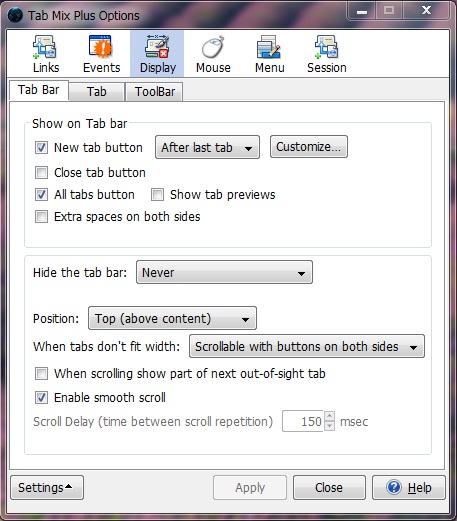 Tab Mix Plus Options
Links Events Display Mouse Menu Session
Tab Bar Tab ToolBar
Show on Tab bar
New tab button After last tab Customize...
Close tab button
All tabs button Show tab previews
Extra spaces on both sides
Hide the tab bar: Never
Position: Top (above content)
When tabs don't fit width: Scrollable with buttons on both sides
When scrolling show part of next out-of-sight tab
Enable smooth scroll
Scroll Delay (time between scroll repetition) 150 msec
Settings Apply Close Help